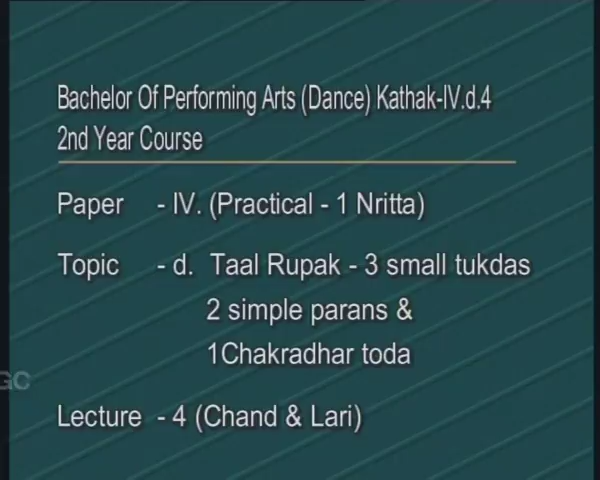 Bachelor Of Performing Arts (Dance) Kathak-IV.d.4
2nd Year Course
Paper - IV. (Practical - 1 Nritta)
Topic - d. Taal Rupak - 3 small tukdas
2 simple parans &
1Chakradhar toda
GC
Lecture - 4 (Chand & Lari)